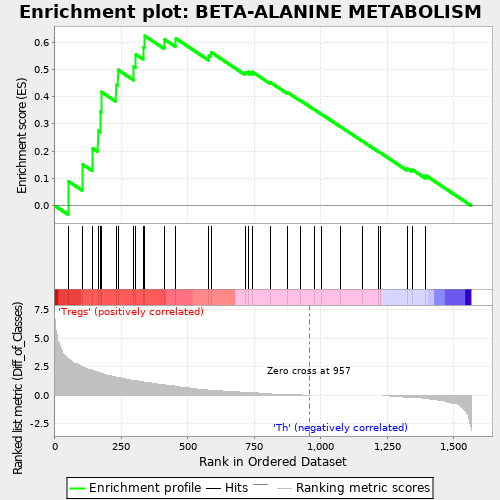 Enrichment plot: BETA-ALANINE METABOLISM
Enrichment score (ES)
0.6
0.5
0.4
0.3
0.2
0.1
0.0
'Tregs' (positively correlated)
Ranked list metric (Diff_of_Classes)
7.5
5.0
2.5
0.0
-2.5
Zero cross at 957
'Th' (negatively correlated)
0 250 500 750 1,000 1,250 1,500
Rank in Ordered Dataset
Enrichment profile Hits Ranking metric scores